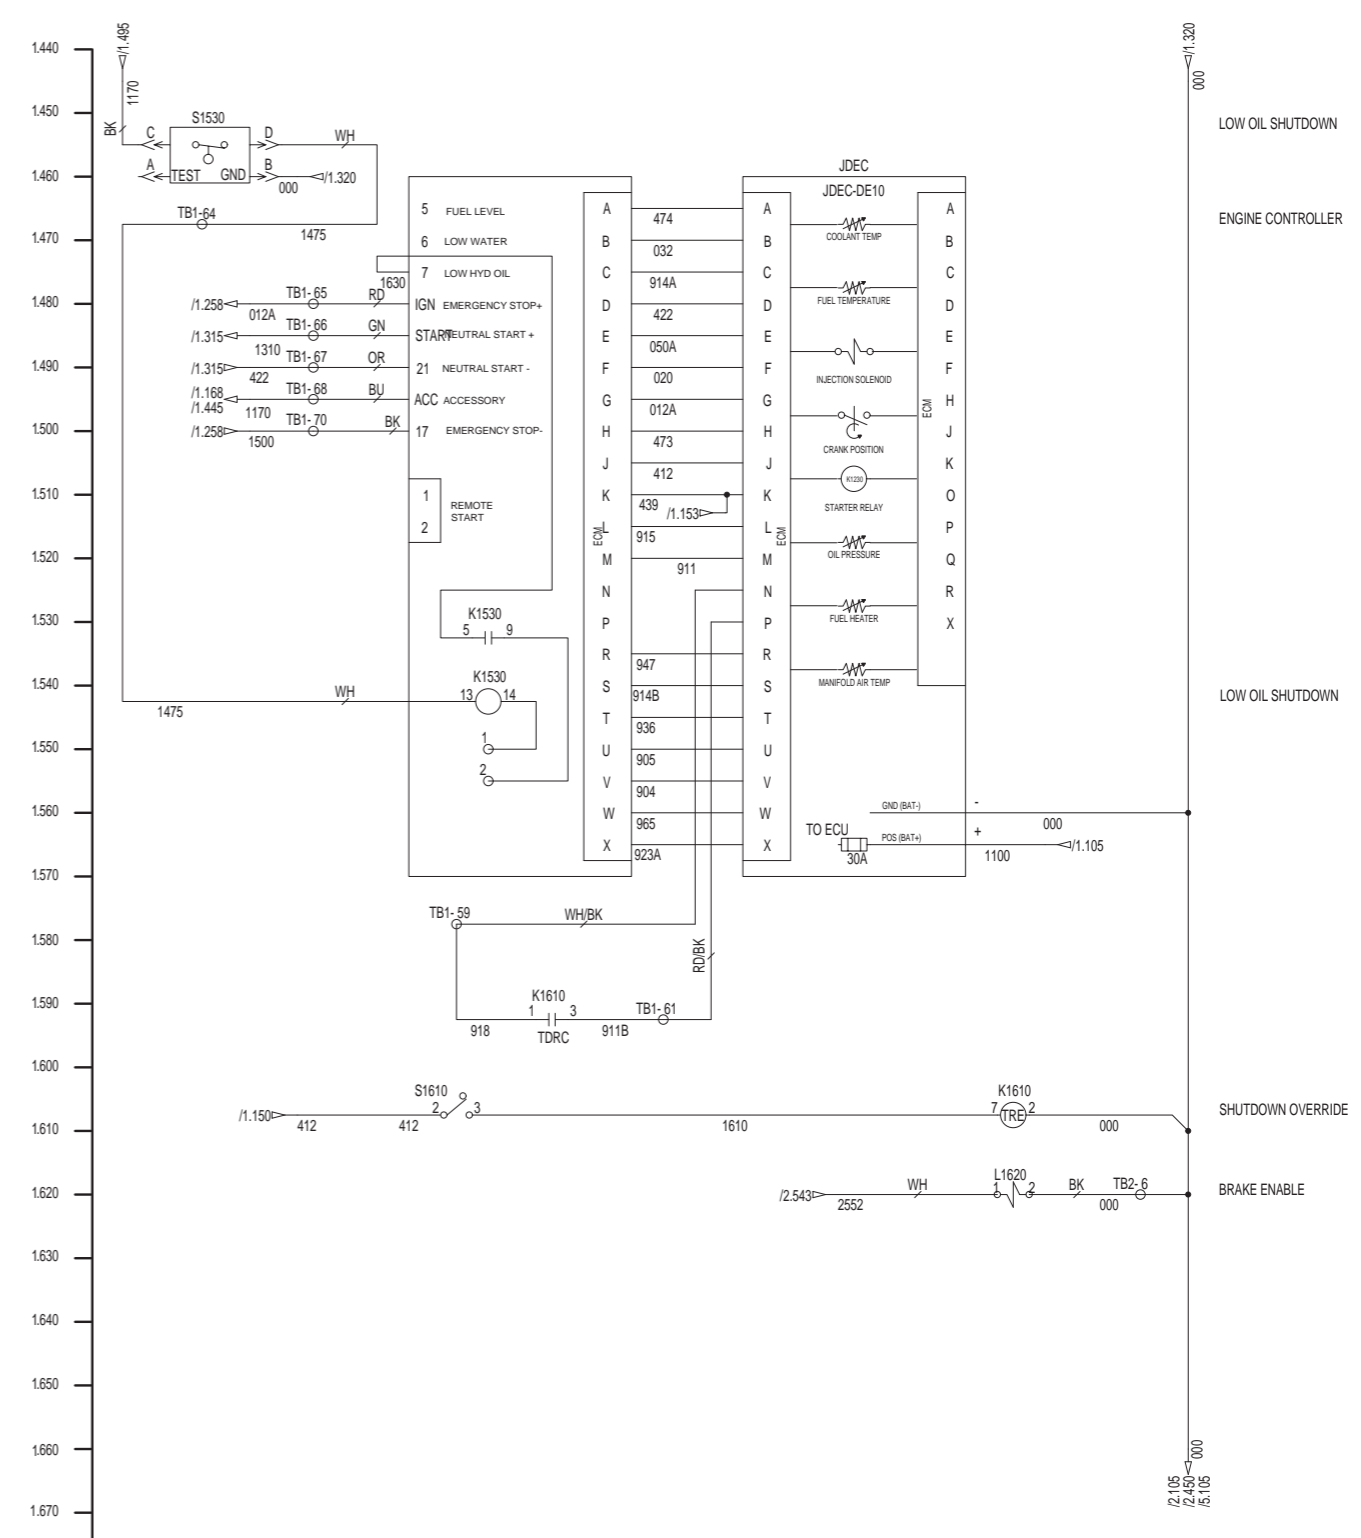 1.440
/1.495
/1.320
1170
000
1.450
S1530
LOW OIL SHUTDOWN
BK
C
D
WH
A
B
1.460
TEST
GND
000
/1.320
JDEC
JDEC-DE10
TB1-64
1475
5
FUEL LEVEL
A
474
A
COOLANT TEMP
A
ENGINE CONTROLLER
1.470
6
LOW WATER
B
032
B
B
1630
7
LOW HYD OIL
C
914A
C
FUEL TEMPERATURE
C
1.480
/1.258
012A
TB1-65
RD
IGN
EMERGENCY STOP+
D
422
D
D
/1.315
1310
TB1-66
GN
START
NEUTRAL START +
E
050A
E
E
1.490
/1.315
422
TB1-67
OR
21
NEUTRAL START -
F
020
F
INJECTION SOLENOID
F
/1.168
/1.445
1170
TB1-68
BU
ACC
ACCESSORY
G
012A
G
ECM
H
1.500
/1.258
1500
TB1-70
BK
17
EMERGENCY STOP-
H
473
H
CRANK POSITION
J
J
412
J
K1230
K
1.510
1
REMOTE
START
K
439
/1.153
K
STARTER RELAY
O
2
ECM
L
915
L
ECM
P
1.520
M
911
M
OIL PRESSURE
Q
N
N
R
1.530
K1530
5
9
P
P
FUEL HEATER
X
R
947
R
1.540
1475
WH
K1530
13
14
S
914B
S
MANIFOLD AIR TEMP
LOW OIL SHUTDOWN
T
936
T
1.550
1
U
905
U
2
V
904
V
1.560
W
965
W
GND (BAT-)
-
000
TO ECU
30A
POS (BAT+)
+
1100
/1.105
X
923A
X
1.570
TB1- 59
WH/BK
1.580
RD/BK
1.590
K1610
1
3
TB1- 61
918
TDRC
911B
1.600
S1610
K1610
/1.150
412
412
2
3
1610
7
TRE
2
000
SHUTDOWN OVERRIDE
1.610
L1620
1.620
/2.543
2552
WH
1
2
BK
TB2- 6
000
BRAKE ENABLE
1.630
1.640
1.650
1.660
000
/2.105
/2.450
/5.105
1.670